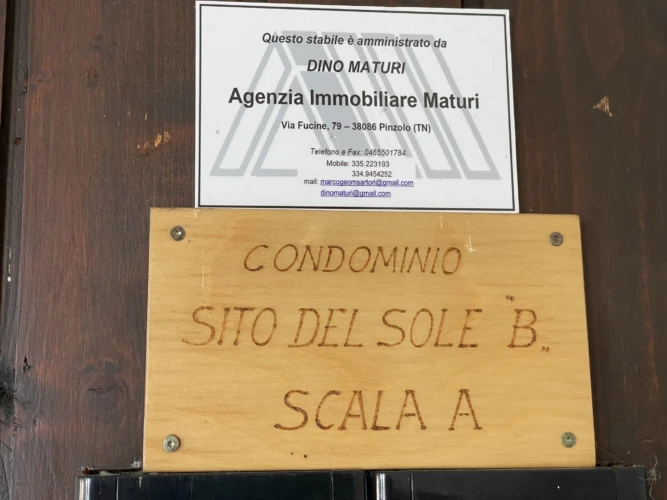 Questo stabile è amministrato da
DINO MATURI
Agenzia Immobiliare Maturi
Via Fucine, 79 – 38086 Pinzolo (TN)
Telefono e Fax: 0465501784
Mobile: 335.223193
334.9454252
mail: marcogeomsartori@gmail.com
dinomaturi@gmail.com
CONDOMINIO
SITO DEL SOLE "B„
SCALA A